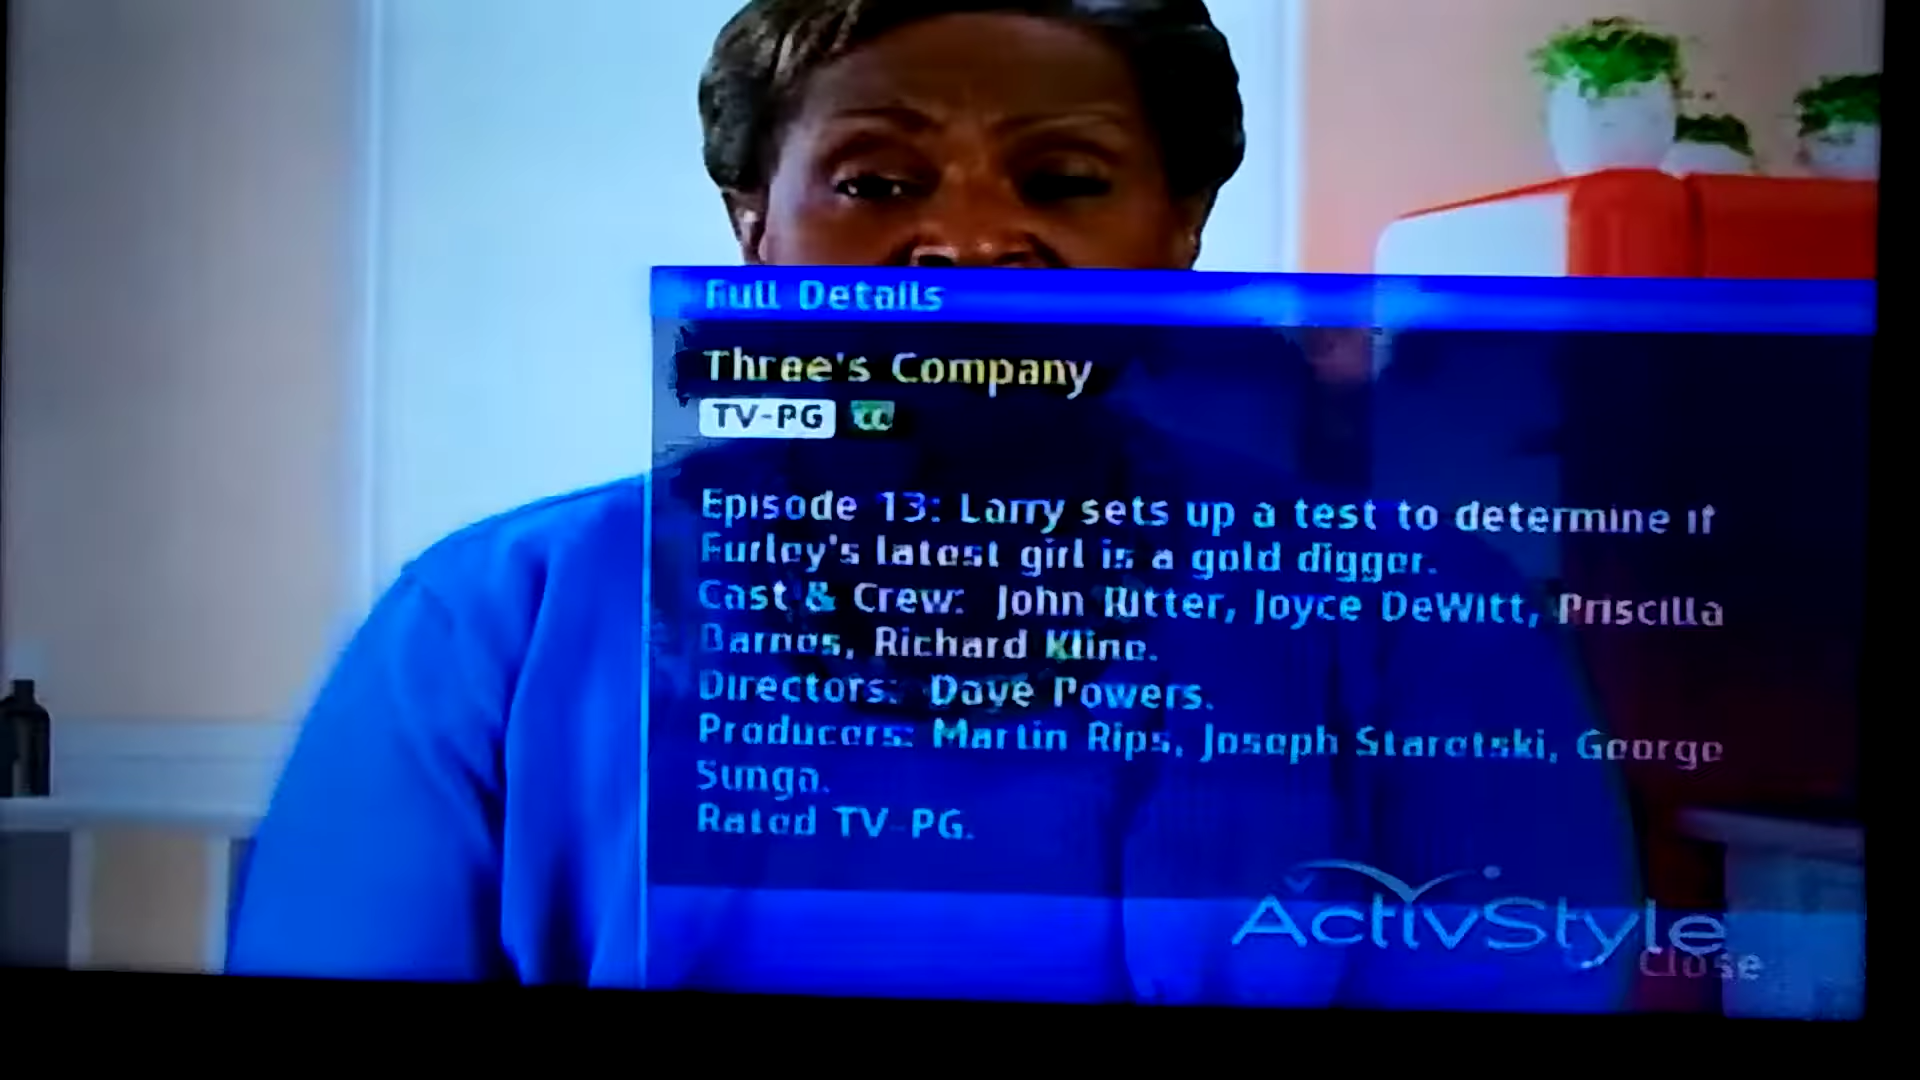 Full Details
Three's Company
TV-PG CC
Episode 13: Larry sets up a test to determine if
Furley's latest girl is a gold digger.
Cast & Crew: John Ritter, Joyce DeWitt, Priscilla
Barnes, Richard Kline.
Directors: Dave Powers.
Producers: Martin Rips, Joseph Staretski, George
Sunga.
Rated TV-PG.
ActivStyle
Close